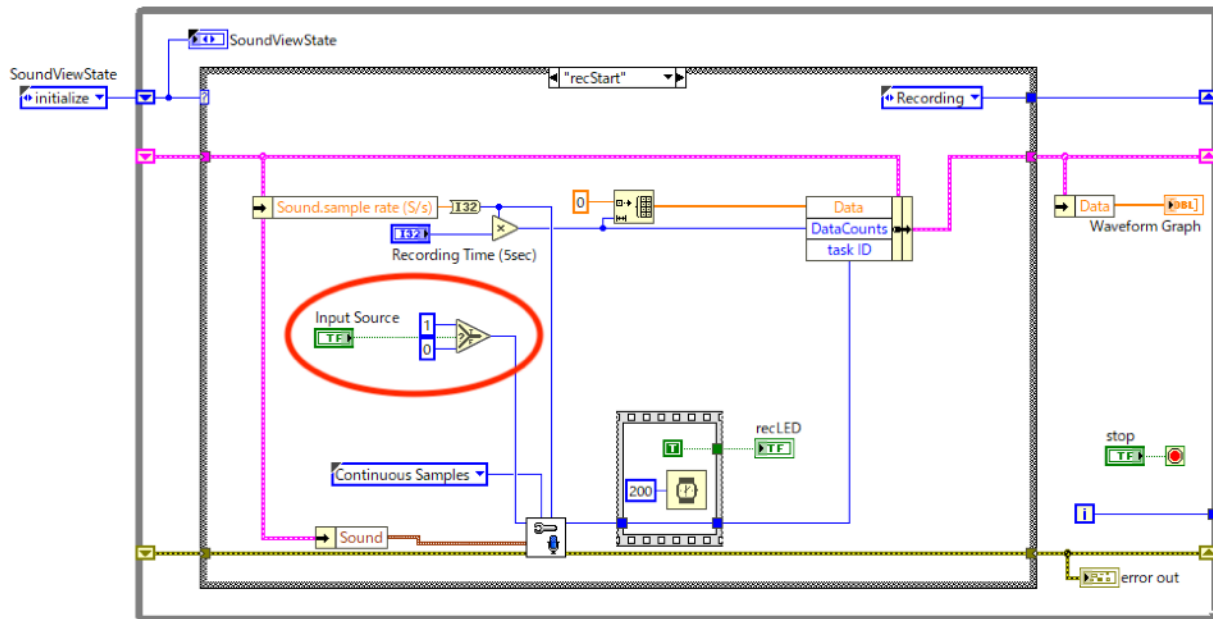 SoundViewState
SoundViewState
initialize
"recStart"
Recording
Sound.sample rate (S/s)
I32
0
Data
DataCounts
task ID
I32
Recording Time (5sec)
Data
DBL
Waveform Graph
Input Source
TF
1
0
?
T
F
recLED
T
TF
stop
TF
Continuous Samples
200
i
Sound
error out